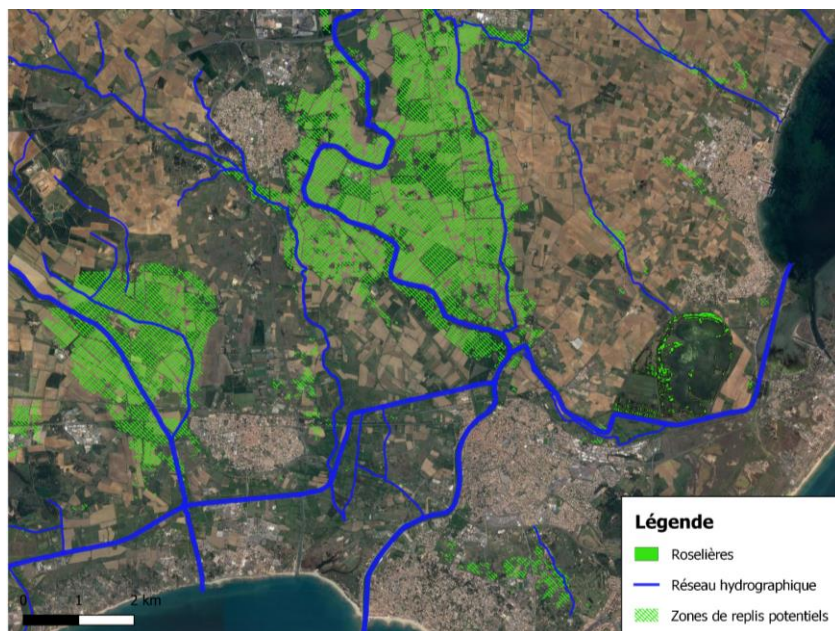 Légende
Roselières
Réseau hydrographique
Zones de replis potentiels
0 1 2 km